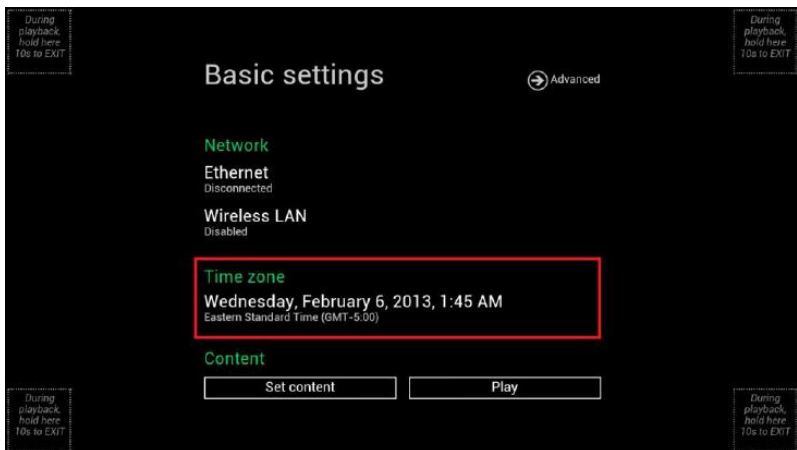 During
playback,
hold here
10s to EXIT
During
playback,
hold here
10s to EXIT
Basic settings
Advanced
Network
Ethernet
Disconnected
Wireless LAN
Disabled
Time zone
Wednesday, February 6, 2013, 1:45 AM
Eastern Standard Time (GMT-5:00)
Content
Set content
Play
During
playback,
hold here
10s to EXIT
During
playback,
hold here
10s to EXIT